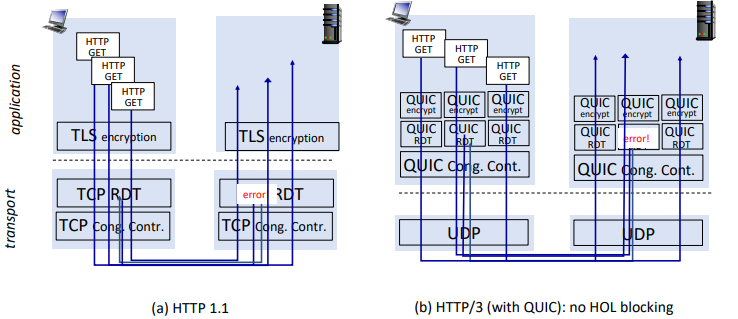 application
transport
HTTP
GET
HTTP
GET
HTTP
GET
TLS encryption
TLS encryption
TCP RDT
error
RDT
TCP Cong. Contr.
TCP Cong. Contr.
(a) HTTP 1.1
HTTP
GET
HTTP
GET
HTTP
GET
QUIC
encrypt
QUIC
encrypt
QUIC
encrypt
QUIC
RDT
QUIC
RDT
QUIC
RDT
QUIC Cong. Cont.
QUIC
encrypt
QUIC
encrypt
QUIC
encrypt
QUIC
RDT
error!
QUIC
RDT
QUIC Cong. Cont.
UDP
UDP
(b) HTTP/3 (with QUIC): no HOL blocking